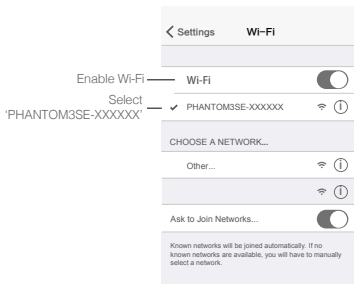 Settings
Wi-Fi
Enable Wi-Fi
Wi-Fi
Select
'PHANTOM3SE-XXXXXX'
PHANTOM3SE-XXXXXX
CHOOSE A NETWORK...
Other...
Ask to Join Networks...
Known networks will be joined automatically. If no
known networks are available, you will have to manually
select a network.